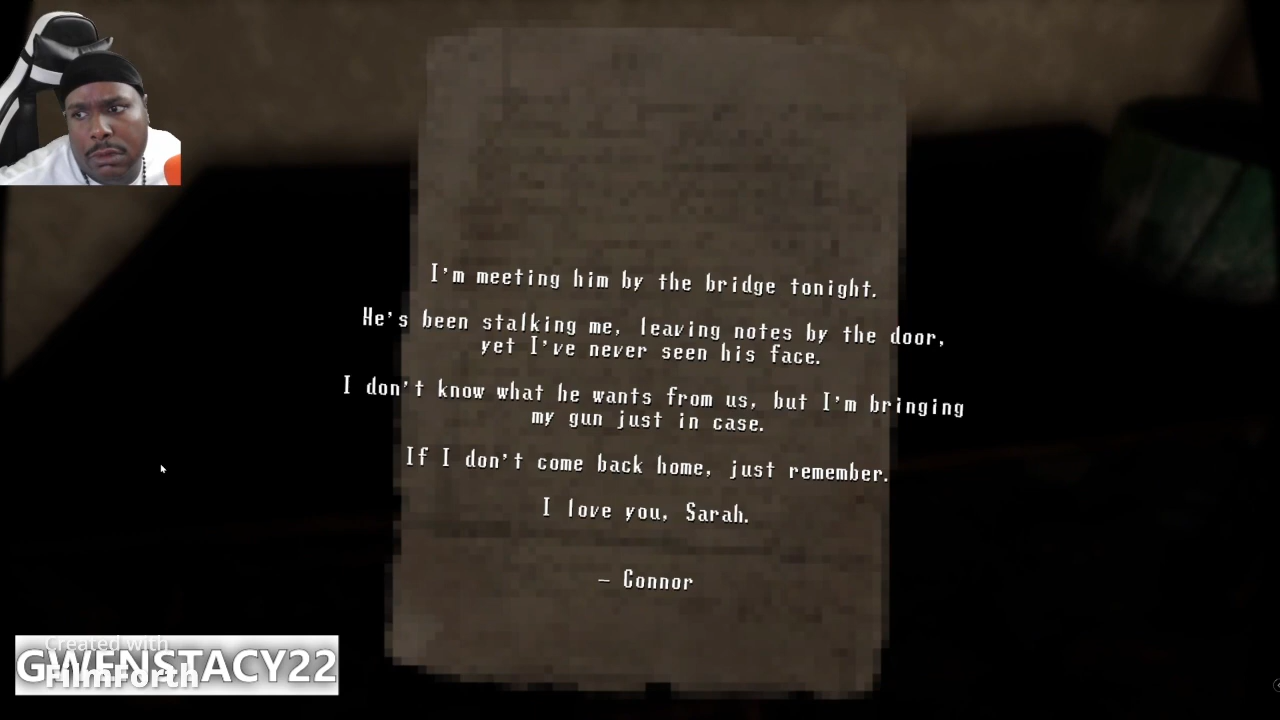 I'm meeting him by the bridge tonight.
He's been stalking me, leaving notes by the door,
yet I've never seen his face.
I don't know what he wants from us, but I'm bringing
my gun just in case.
If I don't come back home, just remember.
I love you, Sarah.
– Connor
Created with
GWENSTACY22
FilmForth